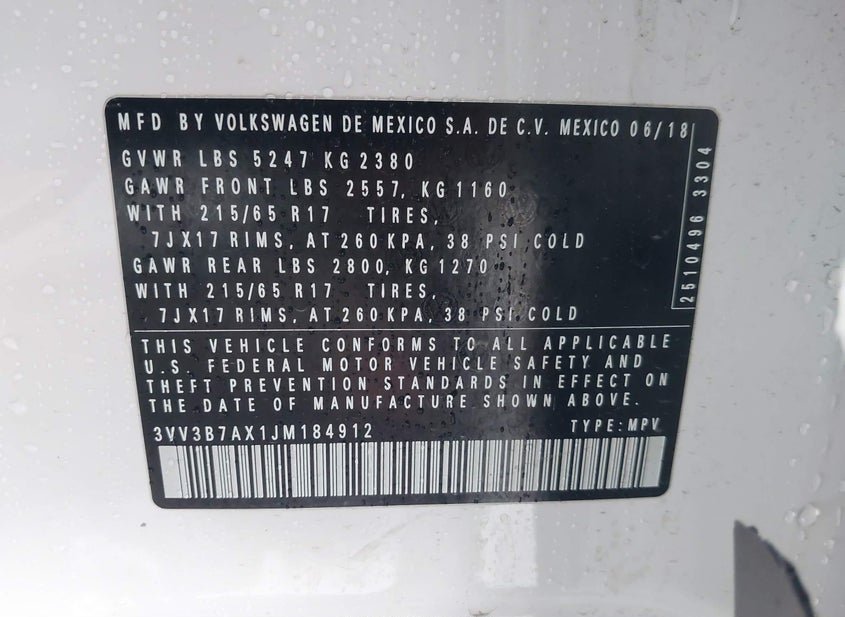 MFD BY VOLKSWAGEN DE MEXICO S.A. DE C.V. MEXICO 06/18
GVWR LBS 5247 KG 2380
GAWR FRONT LBS 2557, KG 1160
WITH 215/65 R17 TIRES,
7JX17 RIMS, AT 260 KPA, 38 PSI COLD
GAWR REAR LBS 2800, KG 1270
WITH 215/65 R17 TIRES,
7JX17 RIMS, AT 260 KPA, 38 PSI COLD
2510496 3304
THIS VEHICLE CONFORMS TO ALL APPLICABLE
U.S. FEDERAL MOTOR VEHICLE SAFETY AND
THEFT PREVENTION STANDARDS IN EFFECT ON
THE DATE OF MANUFACTURE SHOWN ABOVE.
3VV3B7AX1JM184912 TYPE: MPV